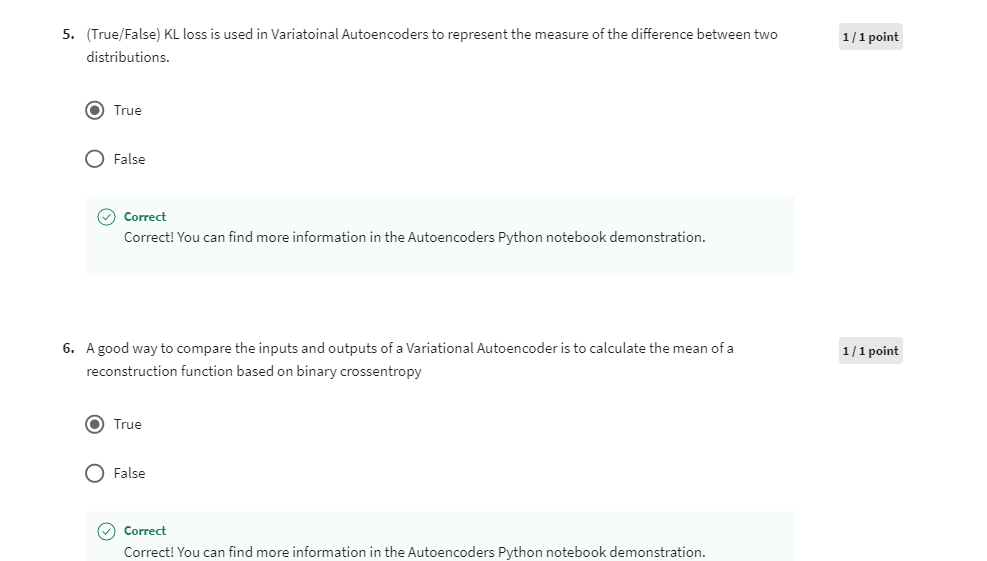 5. (True/False) KL loss is used in Variatoinal Autoencoders to represent the measure of the difference between two
distributions.
1 / 1 point
True
False
Correct
Correct! You can find more information in the Autoencoders Python notebook demonstration.
6. A good way to compare the inputs and outputs of a Variational Autoencoder is to calculate the mean of a
reconstruction function based on binary crossentropy
1 / 1 point
True
False
Correct
Correct! You can find more information in the Autoencoders Python notebook demonstration.